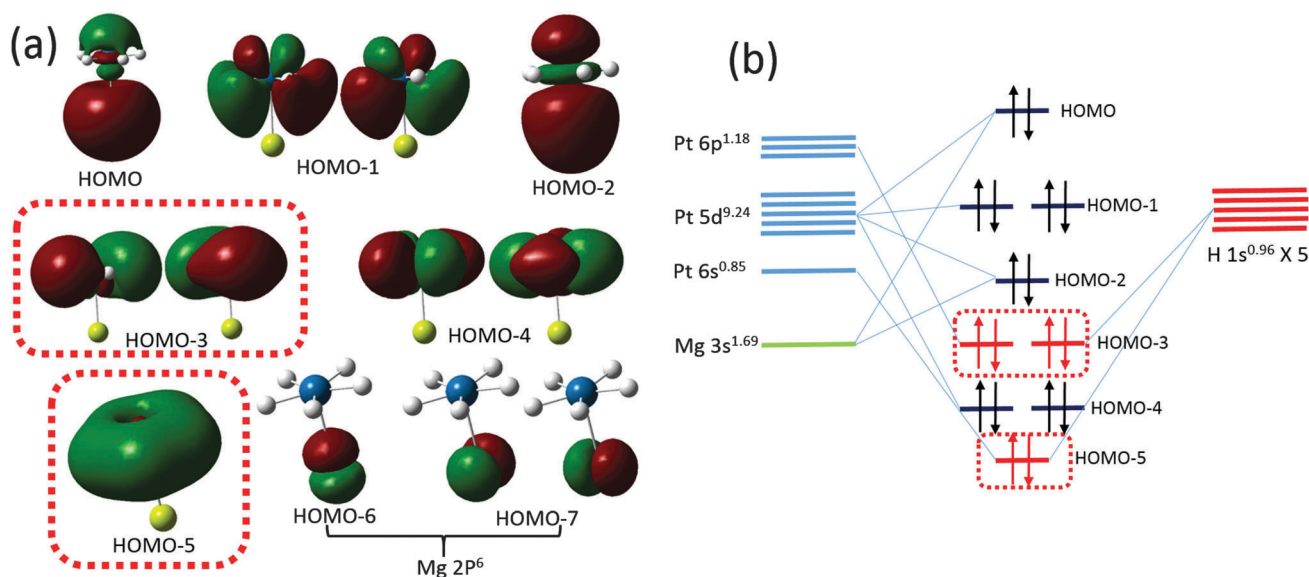 (a)
HOMO
HOMO-1
HOMO-2
HOMO-3
HOMO-4
HOMO-5
HOMO-6
HOMO-7
Mg 2P⁶
(b)
HOMO
Pt 6p¹·¹⁸
HOMO-1
Pt 5d⁹·²⁴
H 1s⁰·⁹⁶ X 5
Pt 6s⁰·⁸⁵
HOMO-2
Mg 3s¹·⁶⁹
HOMO-3
HOMO-4
HOMO-5